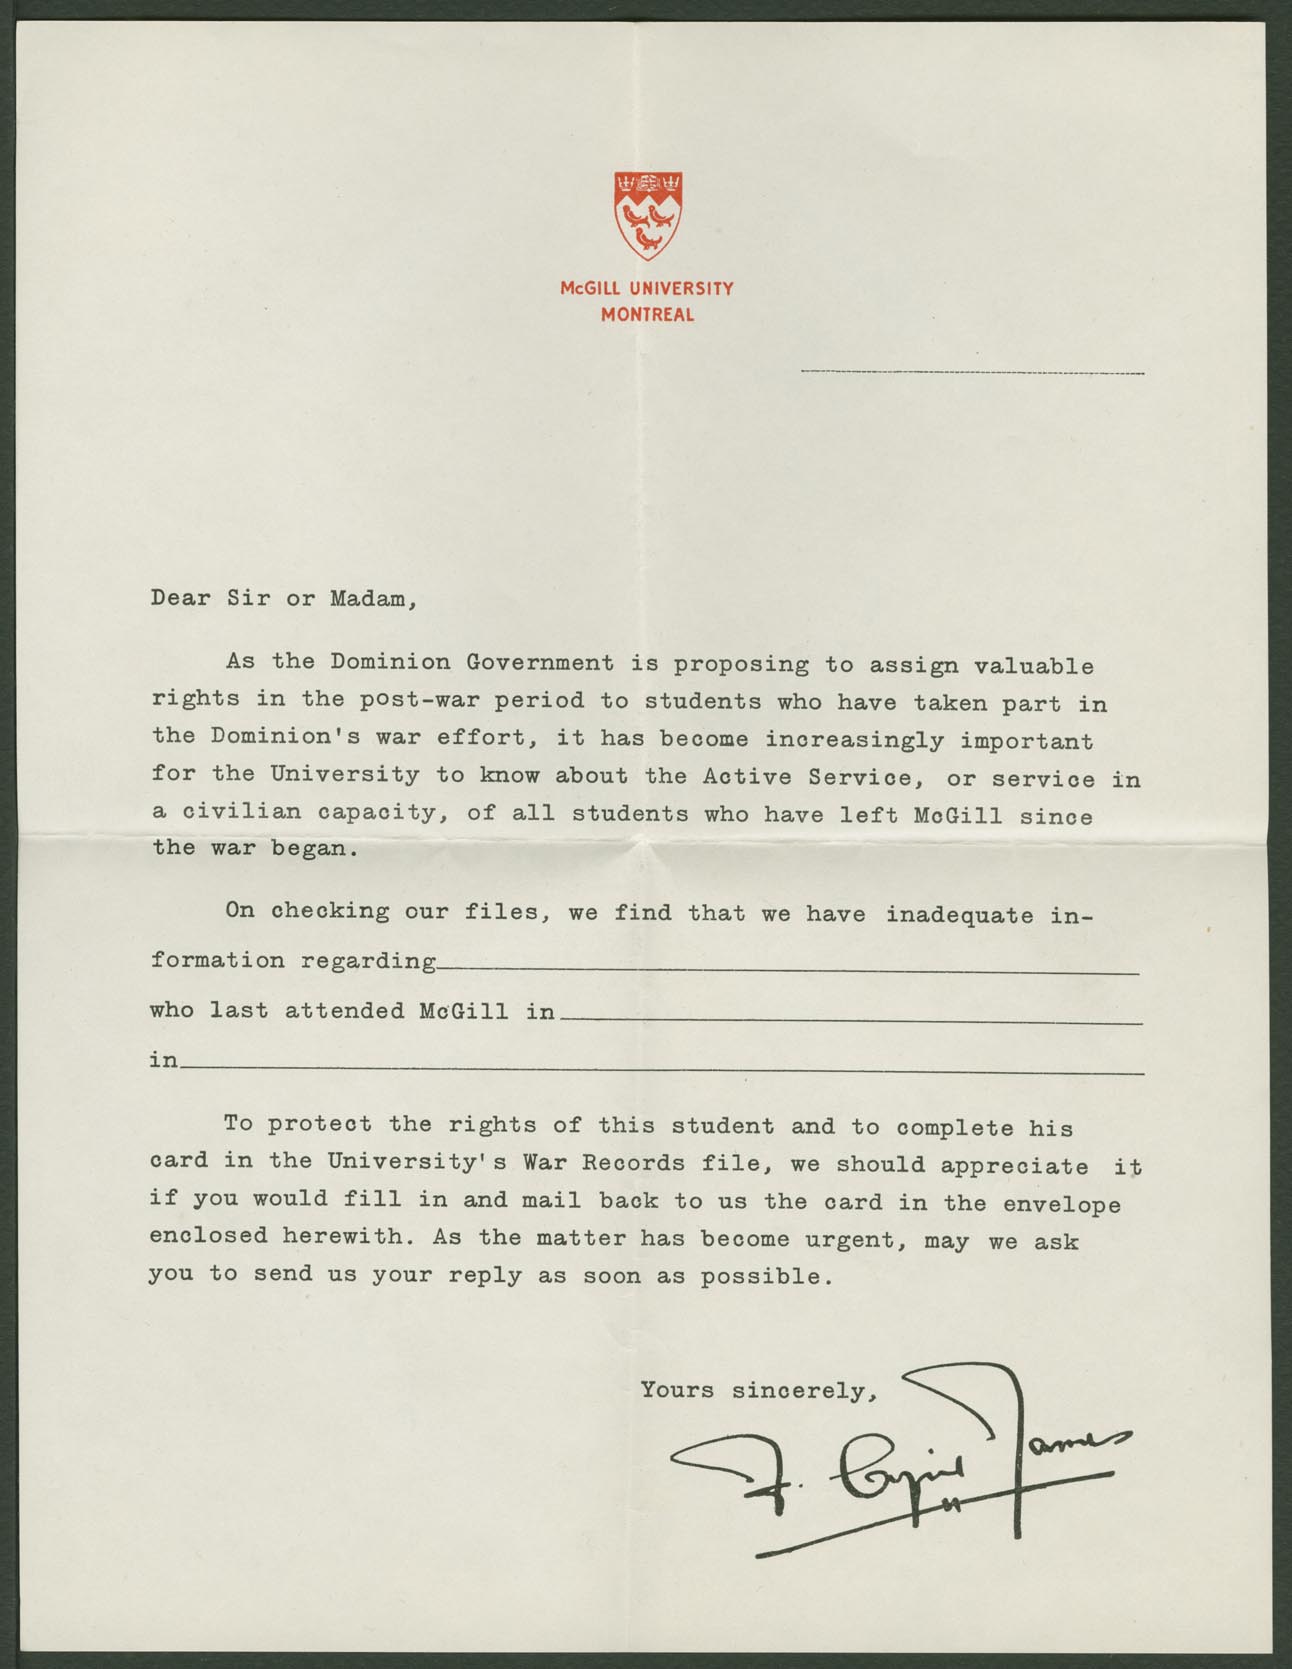 McGILL UNIVERSITY
MONTREAL
Dear Sir or Madam,
As the Dominion Government is proposing to assign valuable
rights in the post-war period to students who have taken part in
the Dominion's war effort, it has become increasingly important
for the University to know about the Active Service, or service in
a civilian capacity, of all students who have left McGill since
the war began.
On checking our files, we find that we have inadequate in-
formation regarding
who last attended McGill in
in
To protect the rights of this student and to complete his
card in the University's War Records file, we should appreciate it
if you would fill in and mail back to us the card in the envelope
enclosed herewith. As the matter has become urgent, may we ask
you to send us your reply as soon as possible.
Yours sincerely,
F. Cyril James